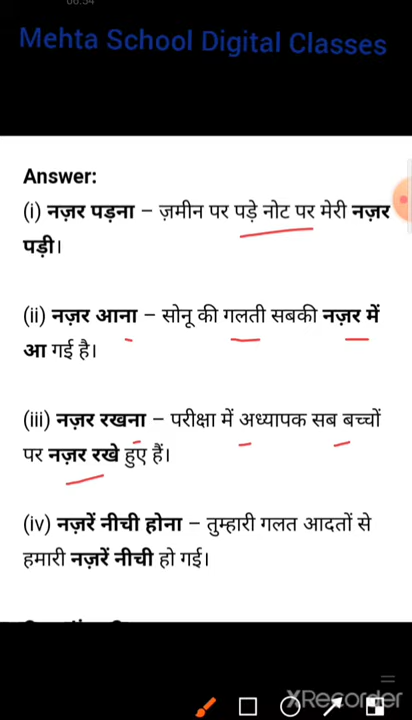 08:54
Mehta School Digital Classes
Answer:
(i) नज़र पड़ना – ज़मीन पर पड़े नोट पर मेरी नज़र
पड़ी।
(ii) नज़र आना – सोनू की गलती सबकी नज़र में
आ गई है।
(iii) नज़र रखना – परीक्षा में अध्यापक सब बच्चों
पर नज़र रखे हुए हैं।
(iv) नज़रें नीची होना – तुम्हारी गलत आदतों से
हमारी नज़रें नीची हो गई।
XRecorder